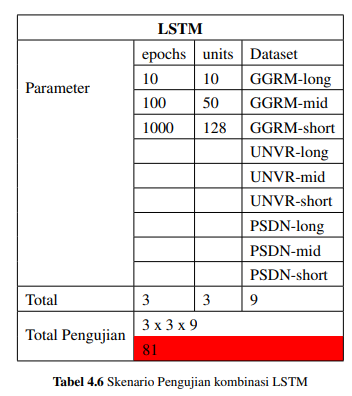 LSTM
Parameter epochs units Dataset
10 10 GGRM-long
100 50 GGRM-mid
1000 128 GGRM-short
UNVR-long
UNVR-mid
UNVR-short
PSDN-long
PSDN-mid
PSDN-short
Total 3 3 9
Total Pengujian 3 x 3 x 9
81
Tabel 4.6 Skenario Pengujian kombinasi LSTM